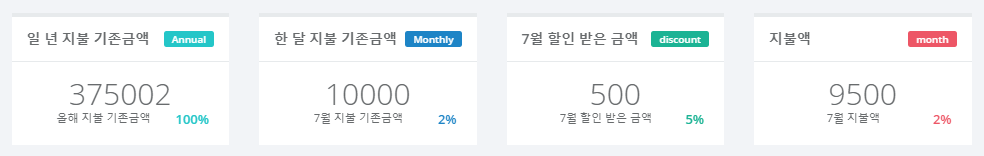 일 년 지불 기존금액 Annual
375002
올해 지불 기존금액 100%
한 달 지불 기존금액 Monthly
10000
7월 지불 기존금액 2%
7월 할인 받은 금액 discount
500
7월 할인 받은 금액 5%
지불액 month
9500
7월 지불액 2%